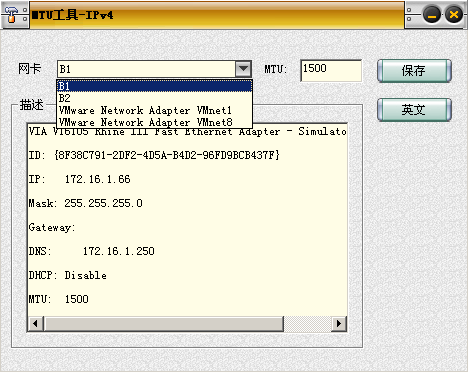 MTU工具-IPv4
网卡
B1
MTU:
1500
保存
B1
B2
VMware Network Adapter VMnet1
VMware Network Adapter VMnet8
英文
描述
VIA VT6105 Rhine III Fast Ethernet Adapter - Simulato
ID: {8F38C791-2DF2-4D5A-B4D2-96FD9BCB437F}
IP: 172.16.1.66
Mask: 255.255.255.0
Gateway:
DNS: 172.16.1.250
DHCP: Disable
MTU: 1500